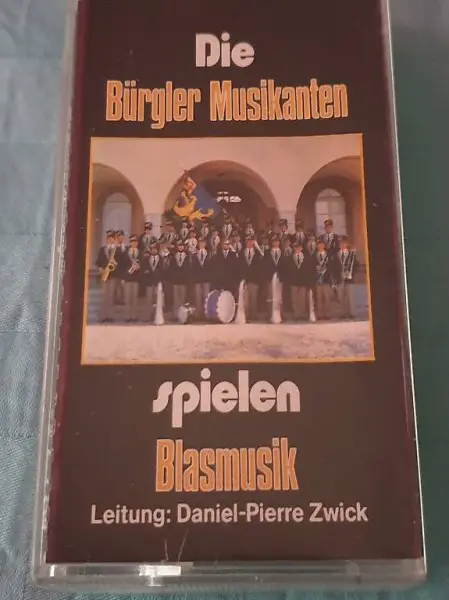 Die
Bürgler Musikanten
spielen
Blasmusik
Leitung: Daniel-Pierre Zwick